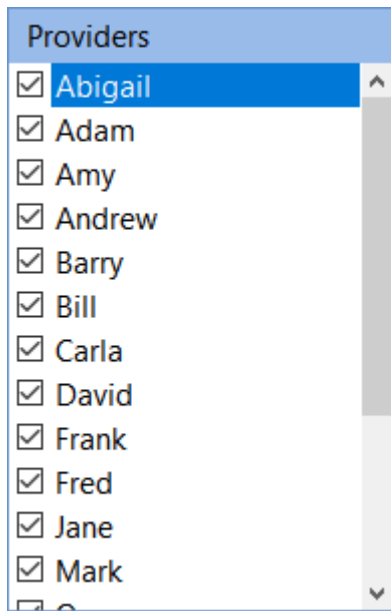 Providers
Abigail
Adam
Amy
Andrew
Barry
Bill
Carla
David
Frank
Fred
Jane
Mark